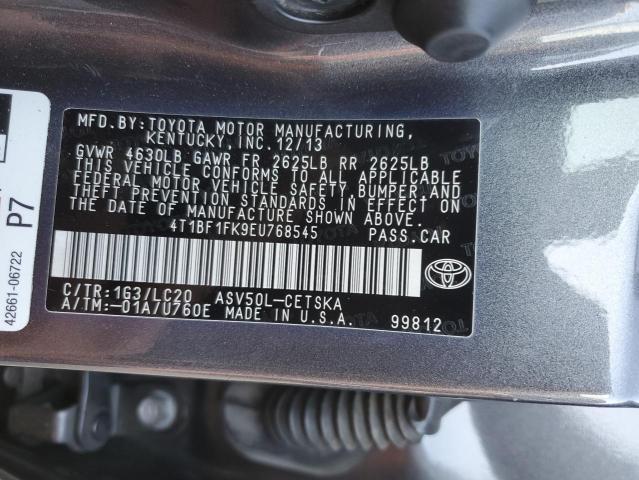 MFD.BY:TOYOTA MOTOR MANUFACTURING,
KENTUCKY, INC. 12/13
GVWR 4630LB GAWR FR 2625LB RR 2625LB
THIS VEHICLE CONFORMS TO ALL APPLICABLE
FEDERAL MOTOR VEHICLE SAFETY, BUMPER AND
THEFT PREVENTION STANDARDS IN EFFECT ON
THE DATE OF MANUFACTURE SHOWN ABOVE.
4T1BF1FK9EU768545 PASS.CAR
C/TR:1G3/LC20 ASV50L-CETSKA
A/TM:-01A/U760E MADE IN U.S.A. 99812
42661-06722
P7